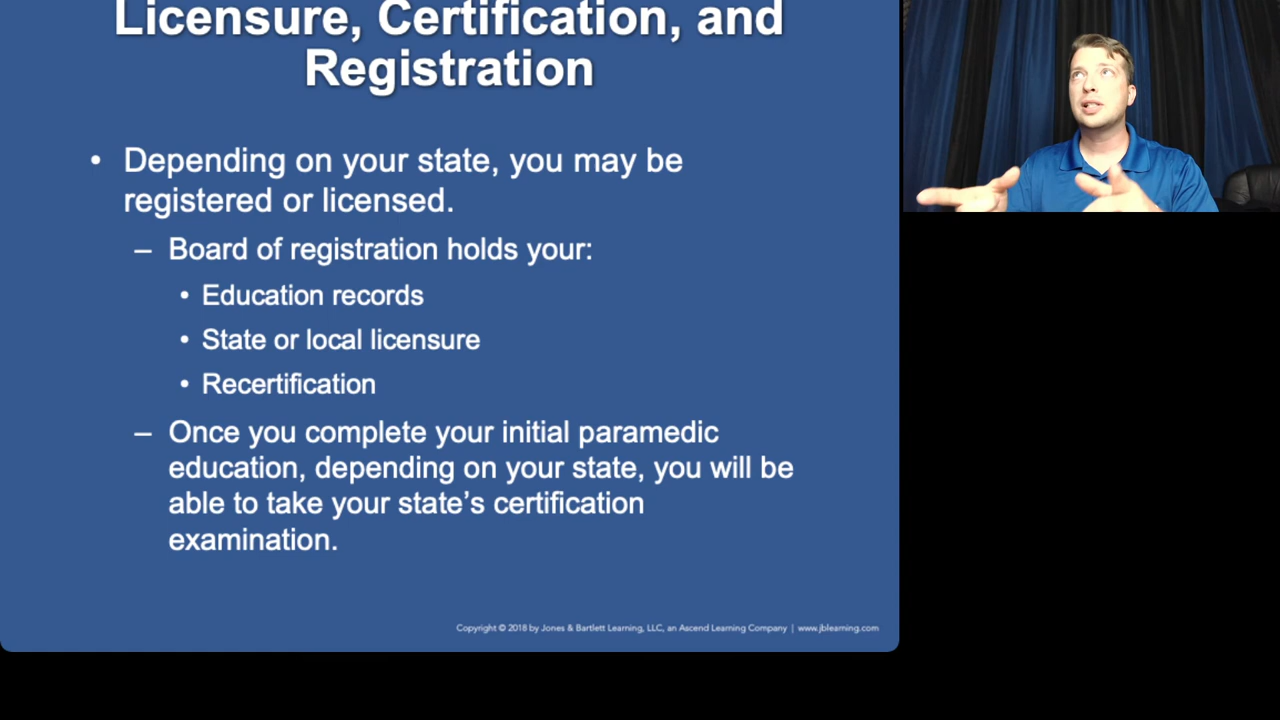 Licensure, Certification, and
Registration
• Depending on your state, you may be
registered or licensed.
– Board of registration holds your:
• Education records
• State or local licensure
• Recertification
– Once you complete your initial paramedic
education, depending on your state, you will be
able to take your state’s certification
examination.
Copyright © 2018 by Jones & Bartlett Learning, LLC, an Ascend Learning Company | www.jblearning.com